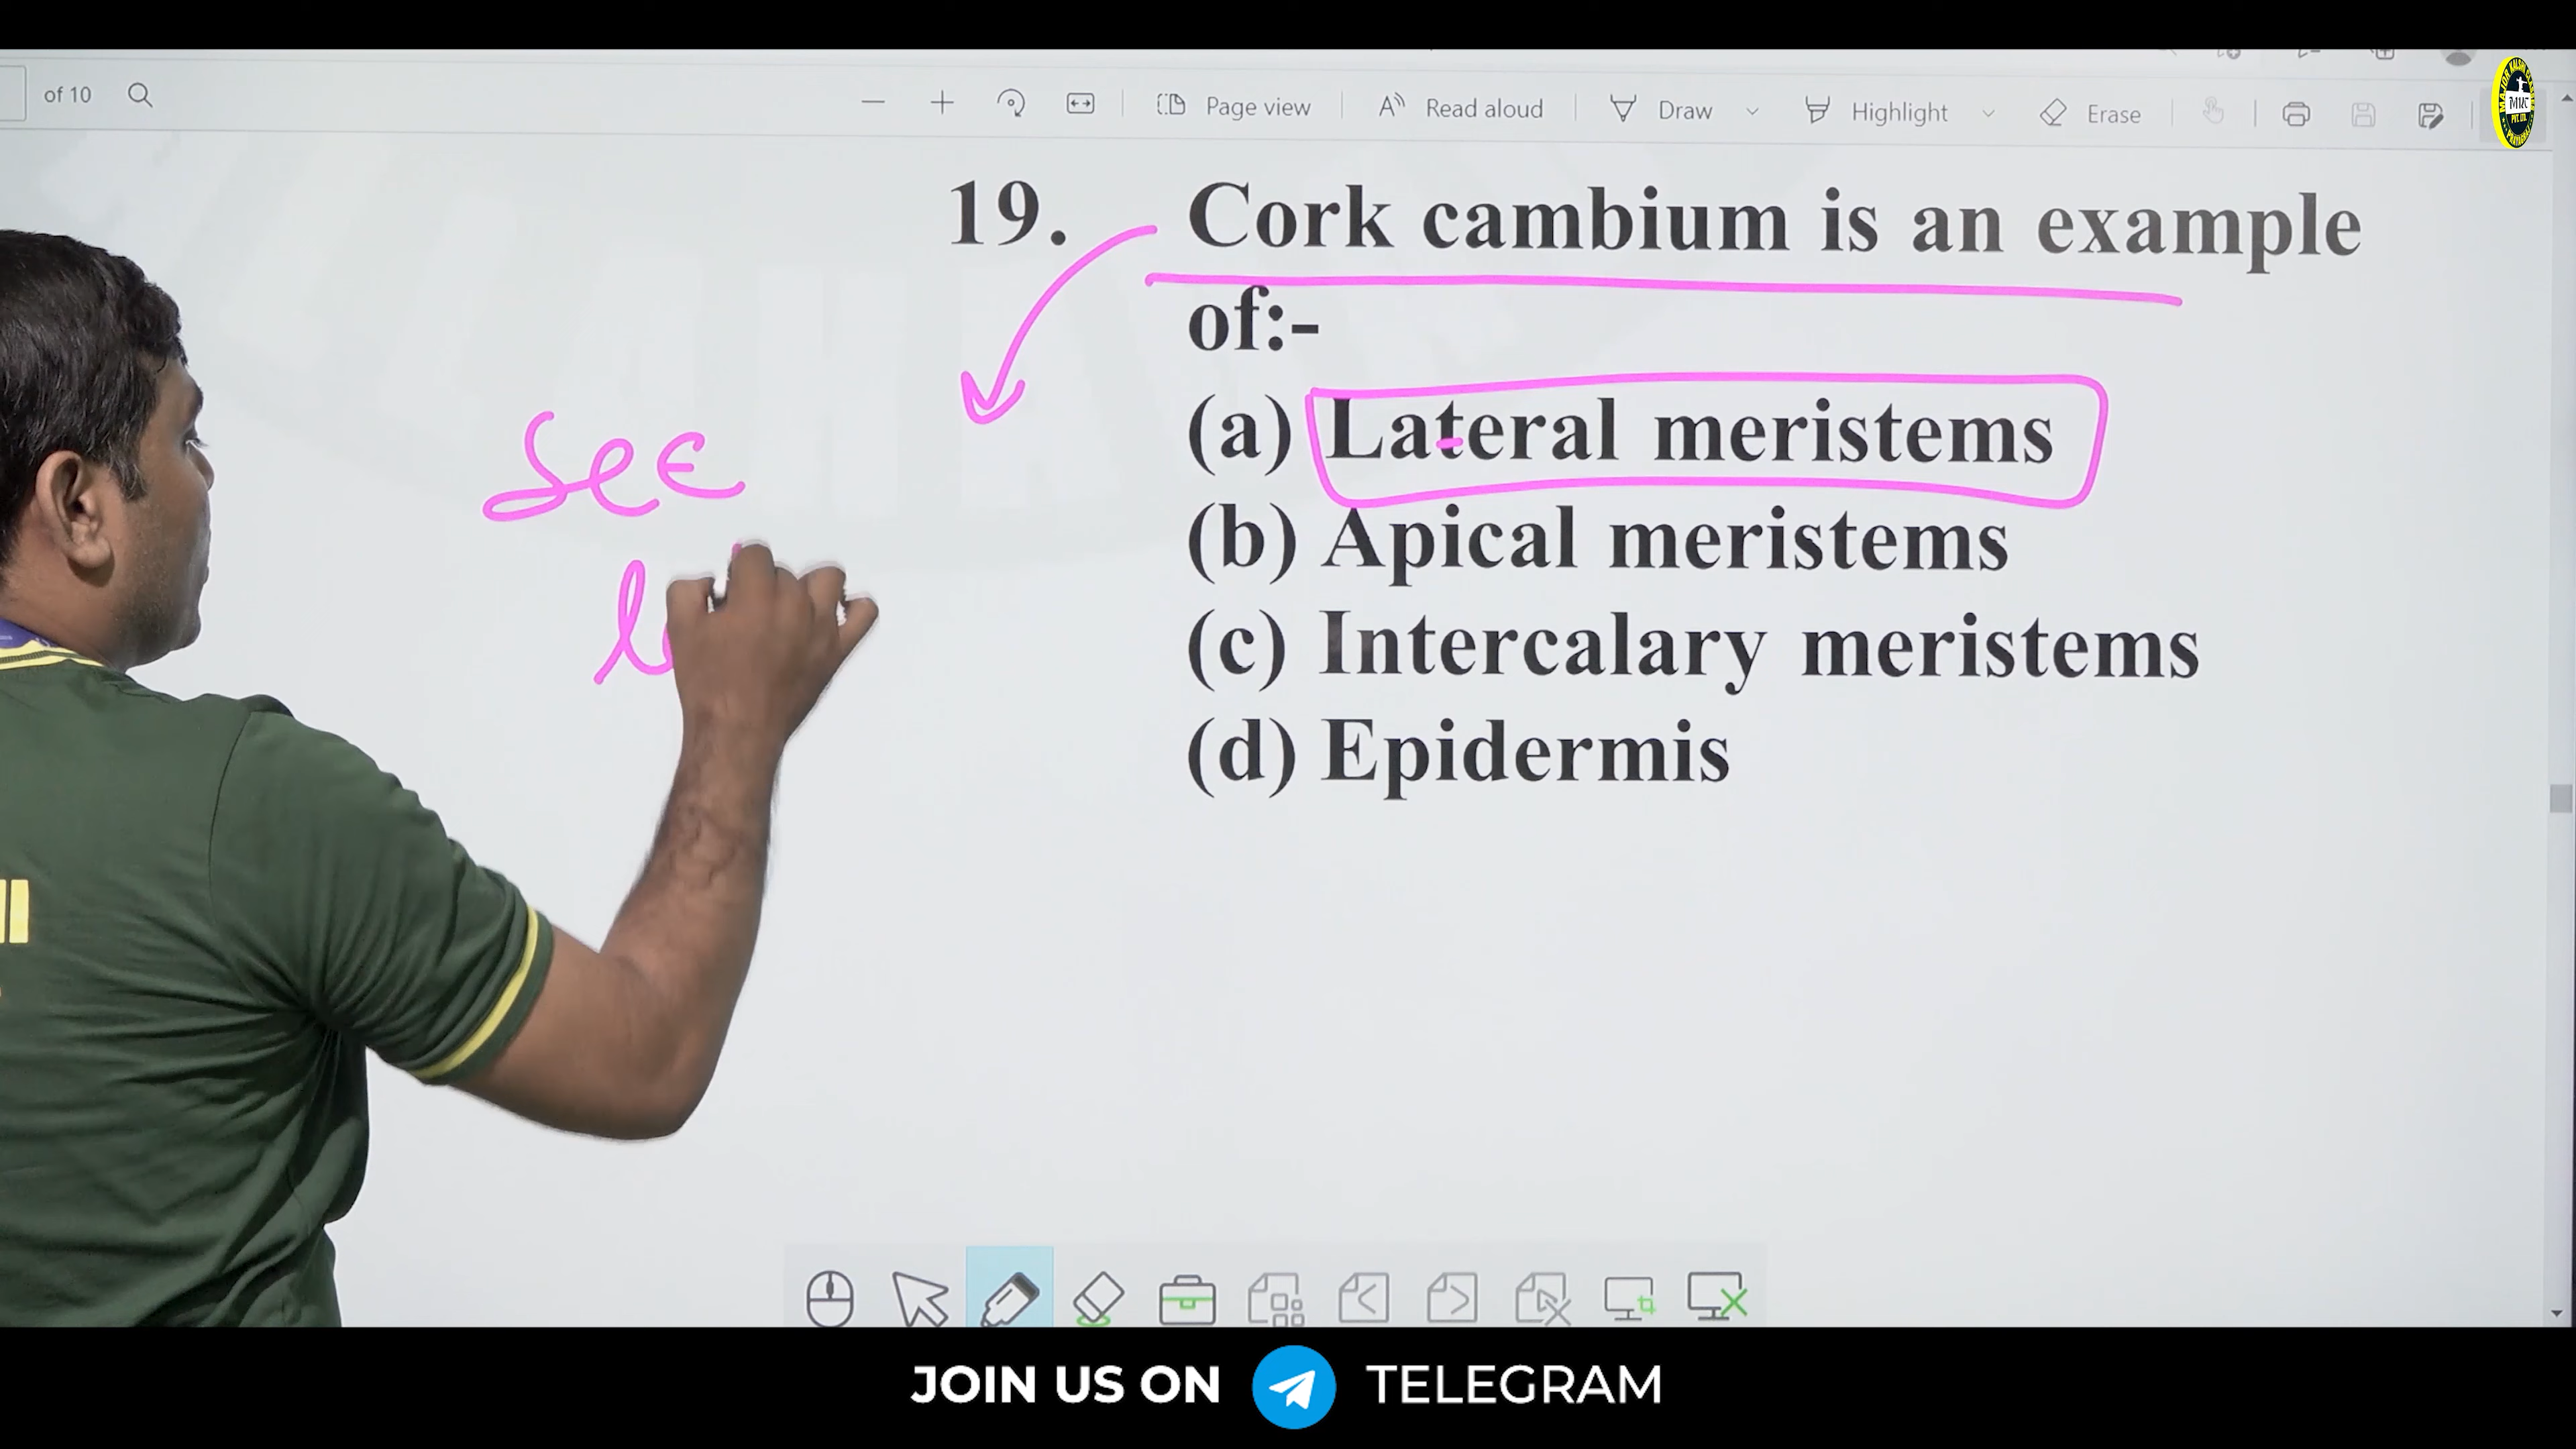 of 10
Page view
Read aloud
Draw
Highlight
Erase
MKC
19. Cork cambium is an example
of:-
(a) Lateral meristems
(b) Apical meristems
(c) Intercalary meristems
(d) Epidermis
See
JOIN US ON TELEGRAM